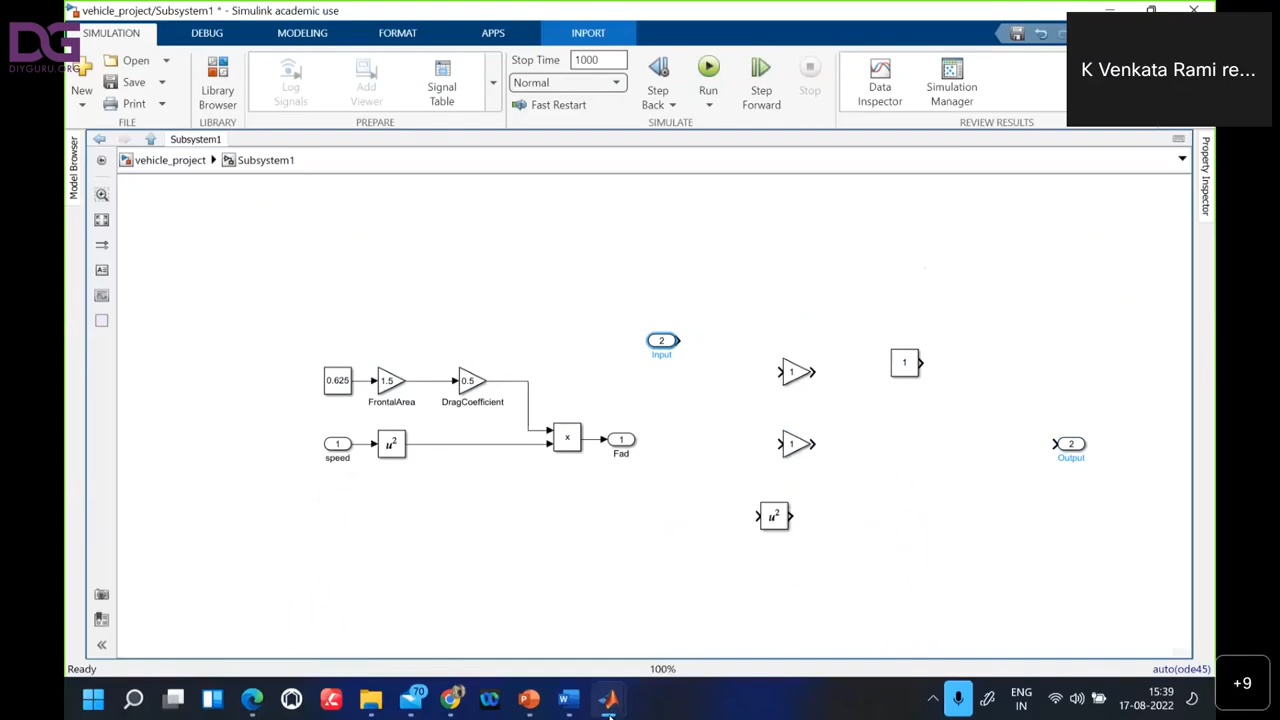 vehicle_project/Subsystem1 * - Simulink academic use
DG
DIYGURU.ORG
SIMULATION
DEBUG
MODELING
FORMAT
APPS
INPORT
New
Open
Save
Print
FILE
Library
Browser
LIBRARY
Log
Signals
Add
Viewer
Signal
Table
PREPARE
Stop Time
1000
Normal
Fast Restart
Step
Back
Run
Step
Forward
Stop
SIMULATE
Data
Inspector
Simulation
Manager
REVIEW RESULTS
K Venkata Rami re...
Subsystem1
vehicle_project
Subsystem1
Model Browser
Property Inspector
2
Input
1
1
0.625
1.5
FrontalArea
0.5
DragCoefficient
1
speed
u²
x
1
Fad
1
2
Output
u²
Ready
100%
auto(ode45)
70
ENG
IN
15:39
17-08-2022
+9